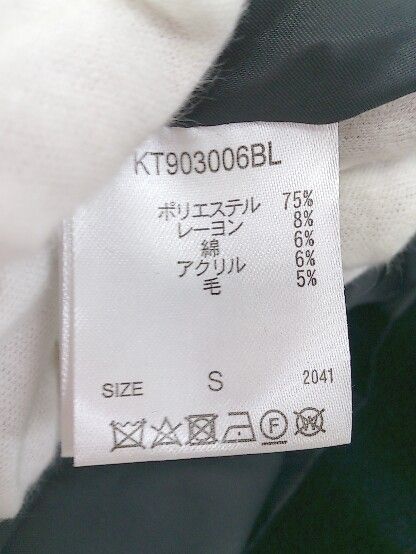 KT903006BL
ポリエステル 75%
レーヨン 8%
綿 6%
アクリル 6%
毛 5%
SIZE S 2041
F W